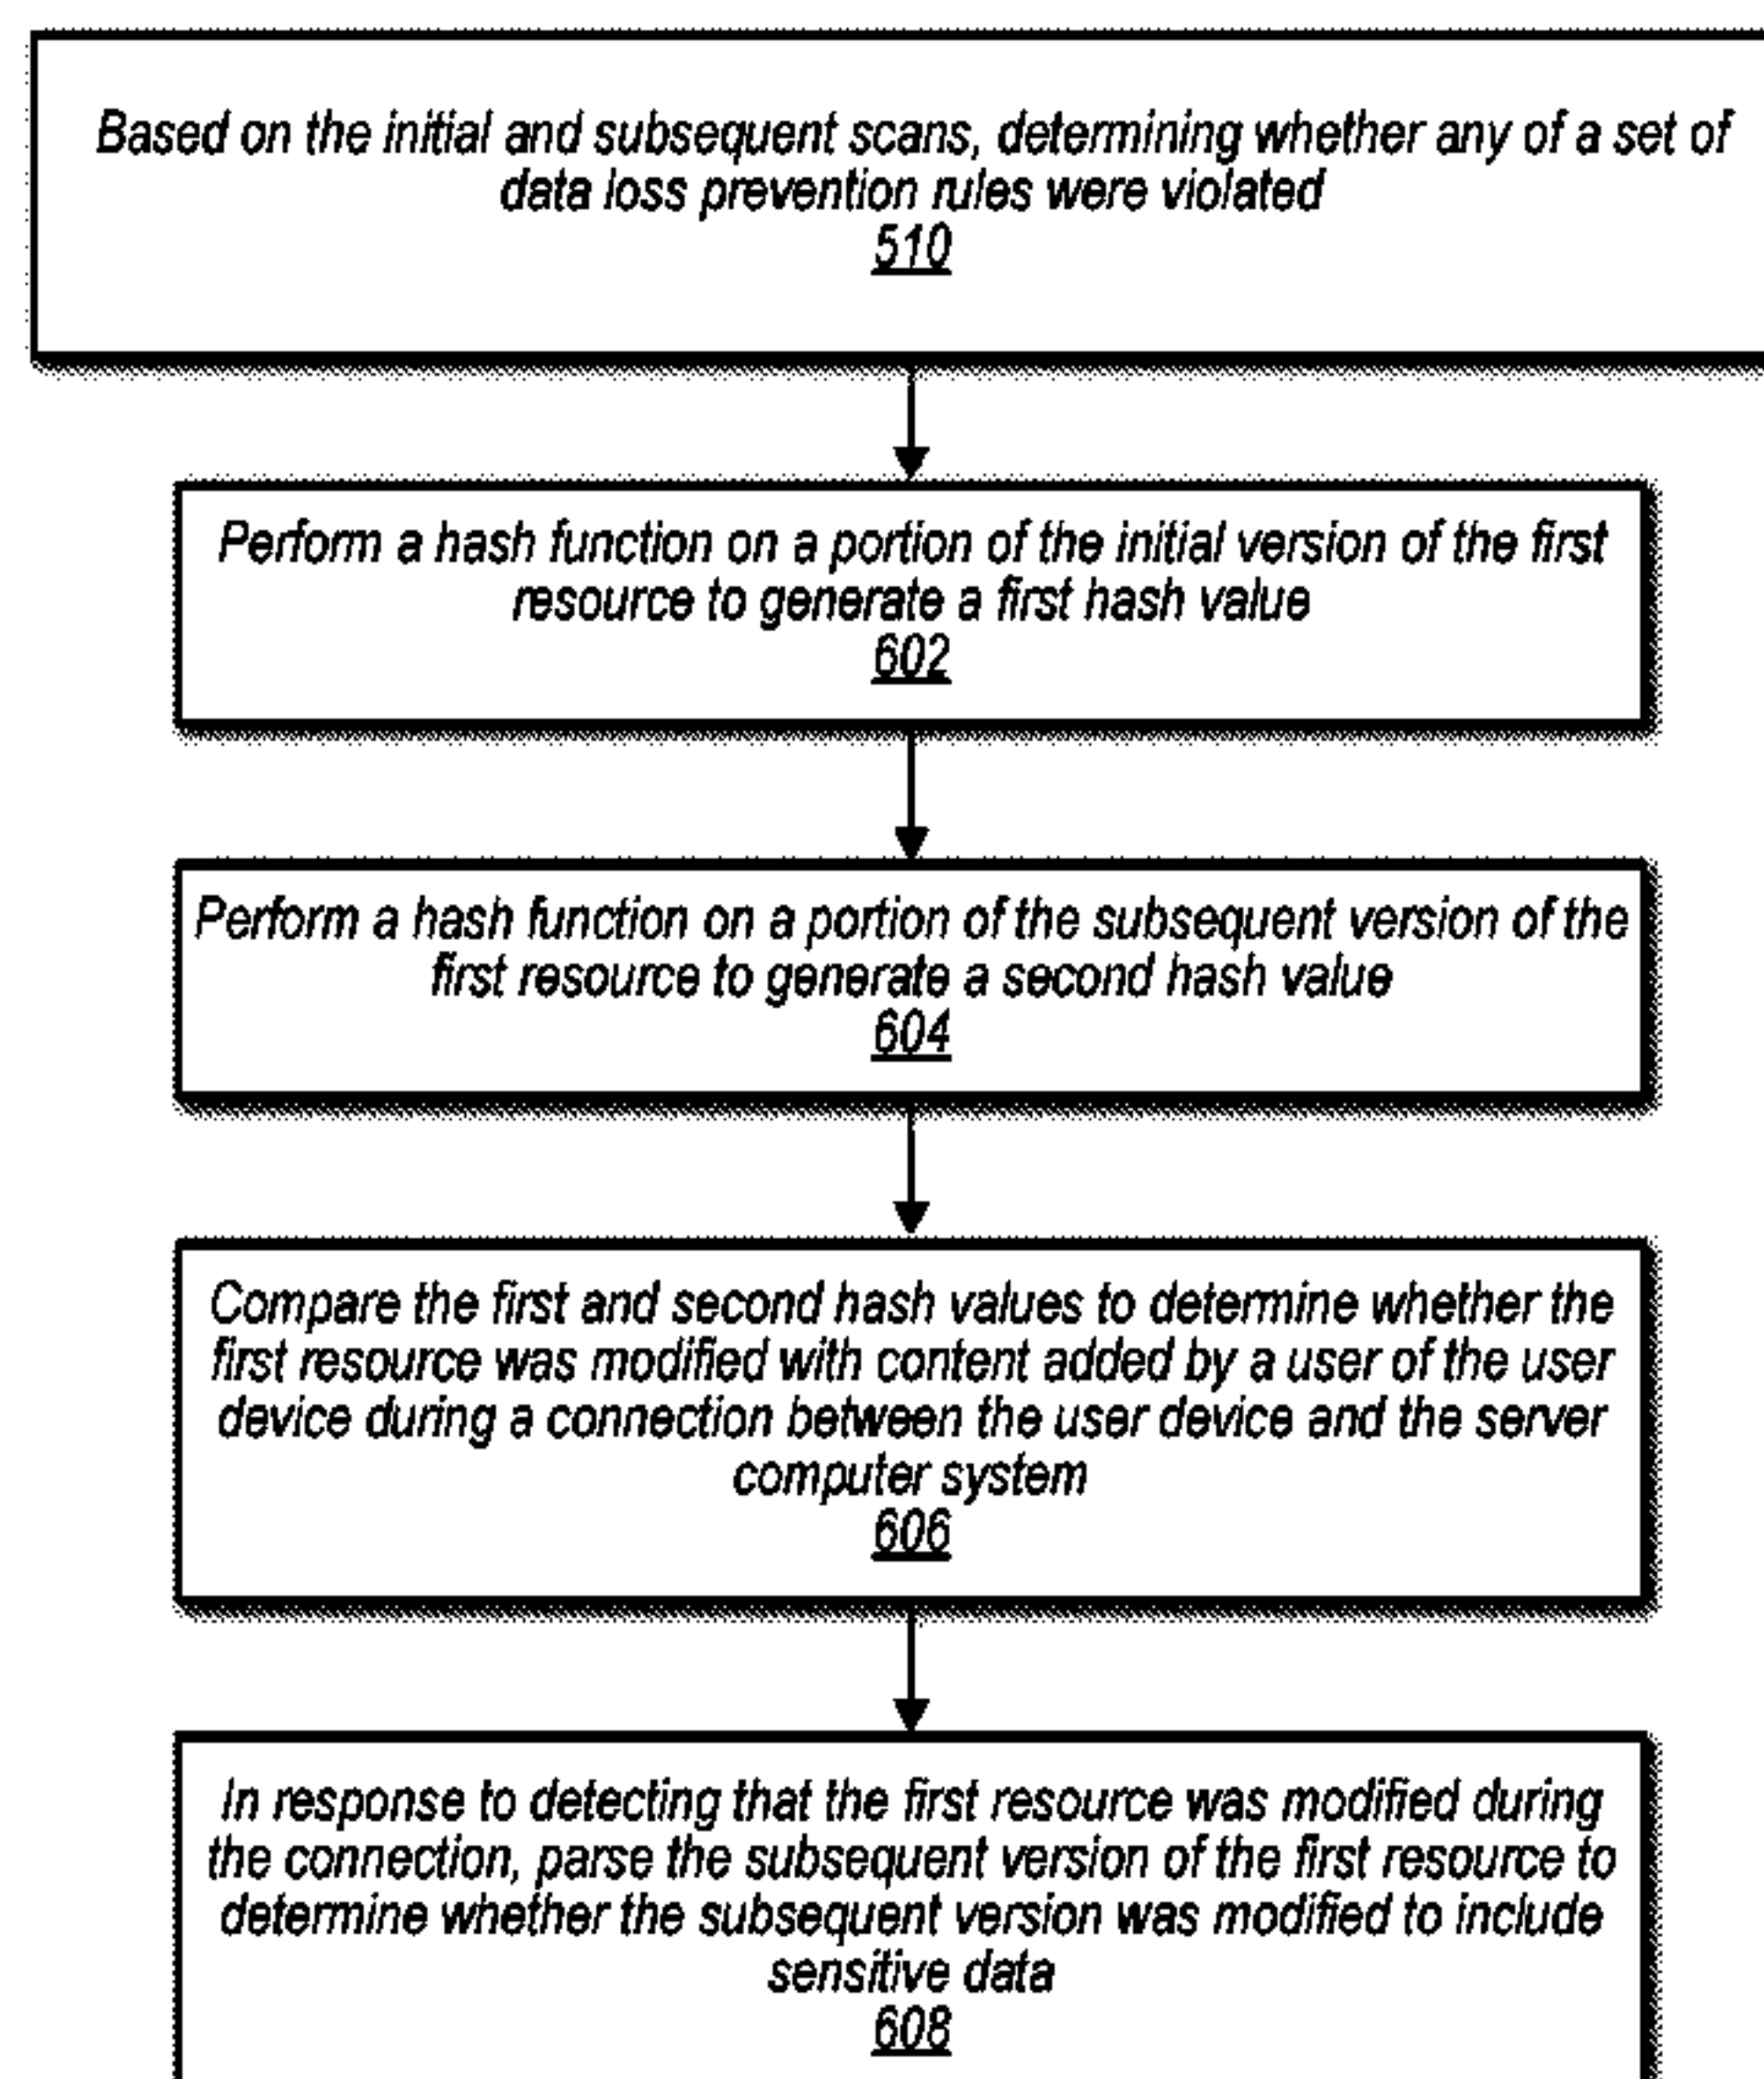 Based on the initial and subsequent scans, determining whether any of a set of
data loss prevention rules were violated
510
Perform a hash function on a portion of the initial version of the first
resource to generate a first hash value
602
Perform a hash function on a portion of the subsequent version of the
first resource to generate a second hash value
604
Compare the first and second hash values to determine whether the
first resource was modified with content added by a user of the user
device during a connection between the user device and the server
computer system
606
In response to detecting that the first resource was modified during
the connection, parse the subsequent version of the first resource to
determine whether the subsequent version was modified to include
sensitive data
608